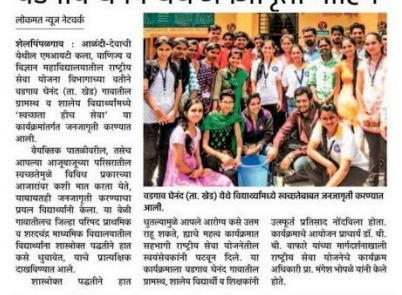 लोकमत न्यूज नेटवर्क
शेलपिंपळगाव : आळंदी-देवाची
येथील एमआयटी कला, वाणिज्य व
विज्ञान महाविद्यालयातील राष्ट्रीय
सेवा योजना विभागाच्या वतीने
वडगाव घेनंद (ता. खेड) गावातील
ग्रामस्थ व शालेय विद्यार्थ्यांमध्ये
'स्वच्छता हीच सेवा' या
कार्यक्रमांतर्गत जनजागृती करण्यात
आली.
वैयक्तिक पातळीवरील, तसेच
आपल्या आजूबाजूच्या परिसरातील
स्वच्छतेमुळे विविध प्रकारच्या
आजारांवर कशी मात करता येते,
याबाबतही जनजागृती करण्याचा
प्रयत्न विद्यार्थ्यांनी केला. या वेळी
गावातीलच जिल्हा परिषद प्राथमिक
व शरदचंद्र माध्यमिक विद्यालयातील
विद्यार्थ्यांना शास्त्रोक्त पद्धतीने हात
कसे धुवावेत, याचे प्रात्यक्षिक
दाखविण्यात आले.
शास्त्रोक्त पद्धतीने हात
वडगाव घेनंद (ता. खेड) येथे विद्यार्थ्यांमध्ये स्वच्छतेबाबत जनजागृती करण्यात
आली.
धुतल्यामुळे आपले आरोग्य कसे उत्तम
राहू शकते, ह्याचे महत्व कार्यक्रमात
सहभागी राष्ट्रीय सेवा योजनेतील
स्वयंसेवकांनी पटवून दिले. या
कार्यक्रमाला वडगाव घेनंद गावातील
ग्रामस्थ, शालेय विद्यार्थी व शिक्षकांनी
उत्स्फूर्त प्रतिसाद नोंदविला होता.
कार्यक्रमाचे आयोजन प्राचार्य डॉ. बी.
बी. वाफारे यांच्या मार्गदर्शनाखाली
राष्ट्रीय सेवा योजनेचे कार्यक्रम
अधिकारी प्रा. मंगेश भोपळे यांनी केले
होते.